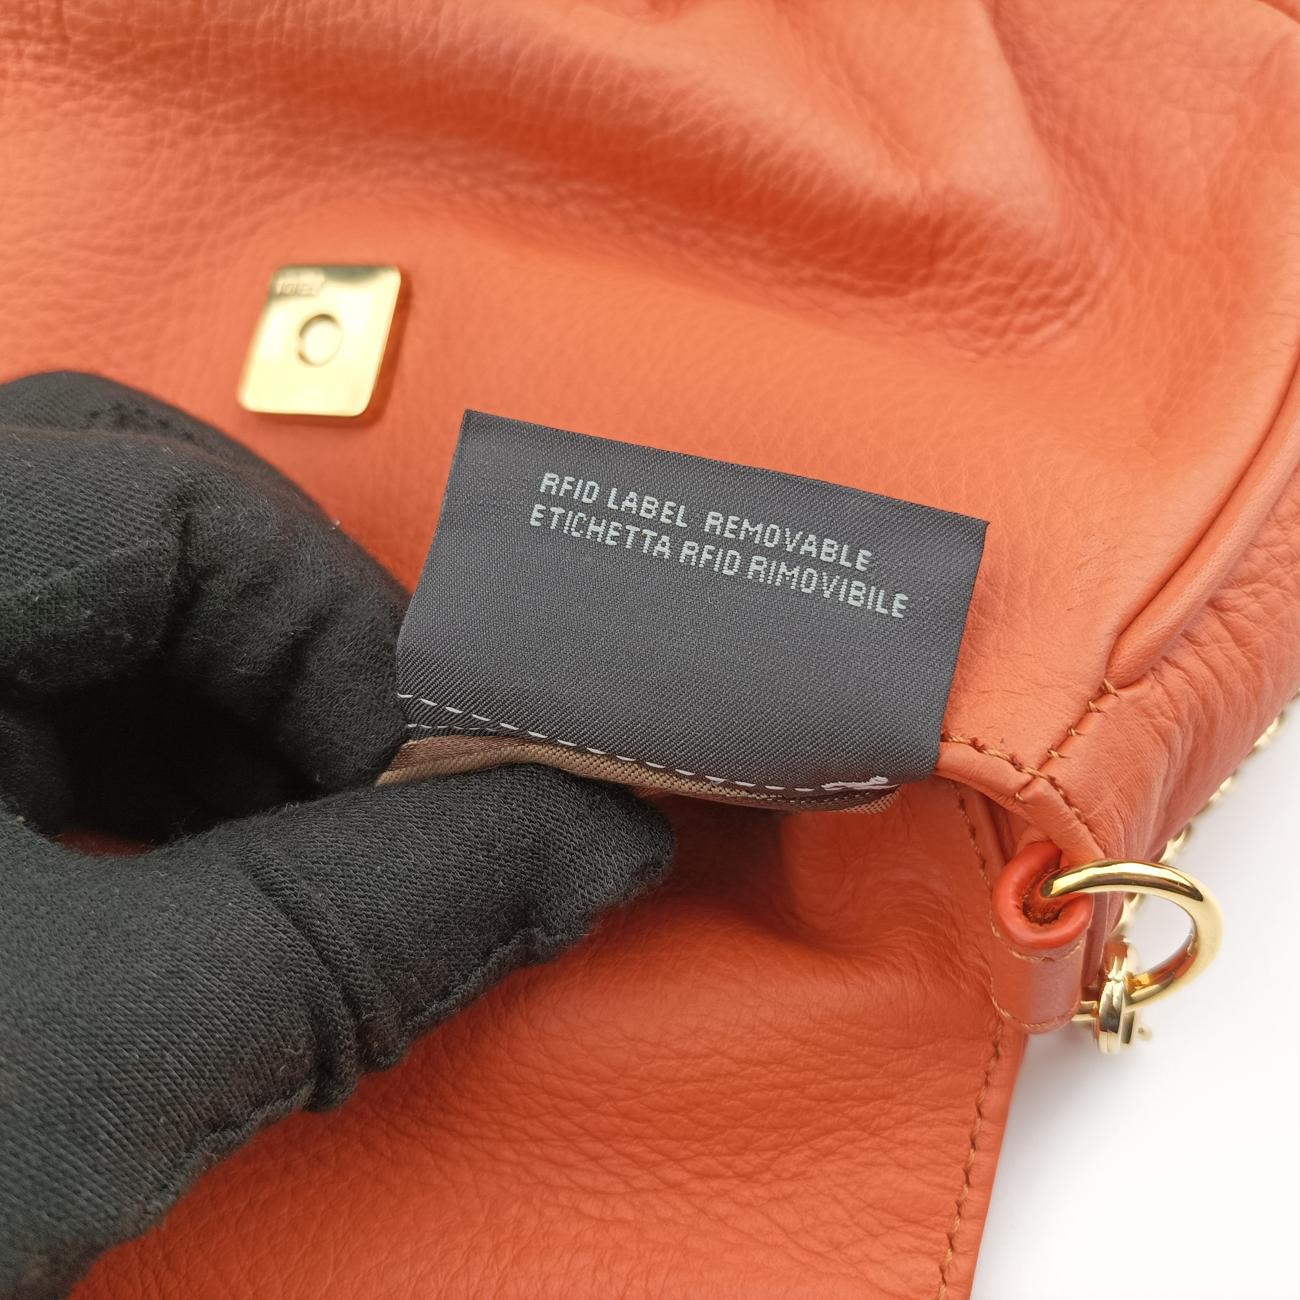 RFID LABEL REMOVABLE
ETICHETTA RFID RIMOVIBILE